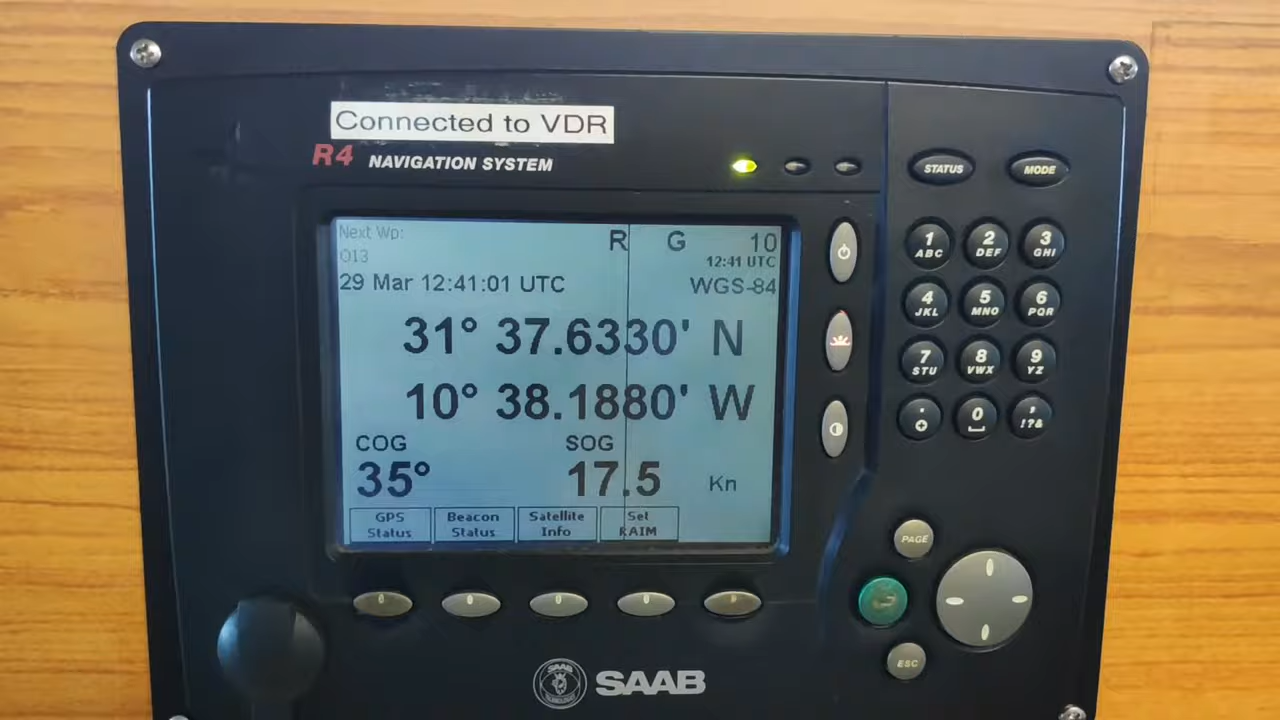 Connected to VDR
R4 NAVIGATION SYSTEM
STATUS MODE
Next Wp: R G 10
013 12:41 UTC
29 Mar 12:41:01 UTC WGS-84
31° 37.6330' N
10° 38.1880' W
COG SOG
35° 17.5 Kn
GPS Status Beacon Status Satellite Info Set RAIM
1 ABC 2 DEF 3 GHI
4 JKL 5 MNO 6 PQR
7 STU 8 VWX 9 YZ
0 !?&
PAGE
ESC
SAAB
SAAB